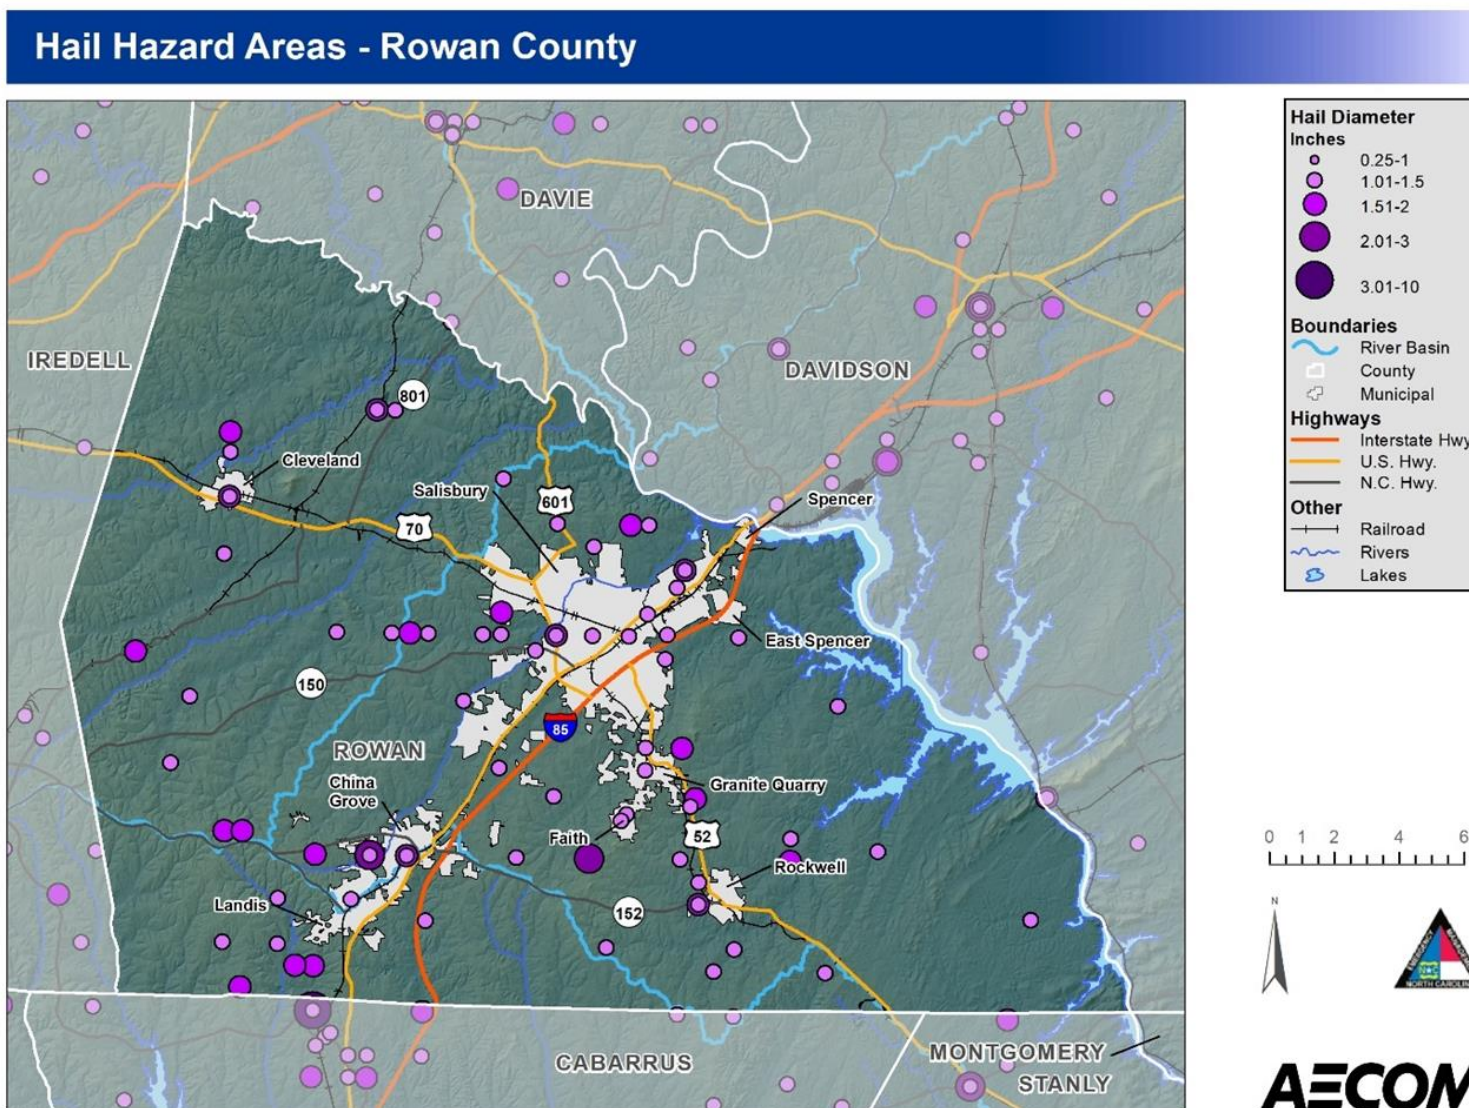 Hail Hazard Areas - Rowan County
Hail Diameter
Inches
0.25-1
1.01-1.5
1.51-2
2.01-3
3.01-10
Boundaries
River Basin
County
Municipal
Highways
Interstate Hwy
U.S. Hwy.
N.C. Hwy.
Other
Railroad
Rivers
Lakes
DAVIE
IREDELL
DAVIDSON
801
Cleveland
Salisbury
601
Spencer
70
East Spencer
150
85
ROWAN
China
Grove
Granite Quarry
Faith
52
Rockwell
Landis
152
CABARRUS
MONTGOMERY
STANLY
0 1 2 4 6
N
NORTH CAROLIN
AECOM